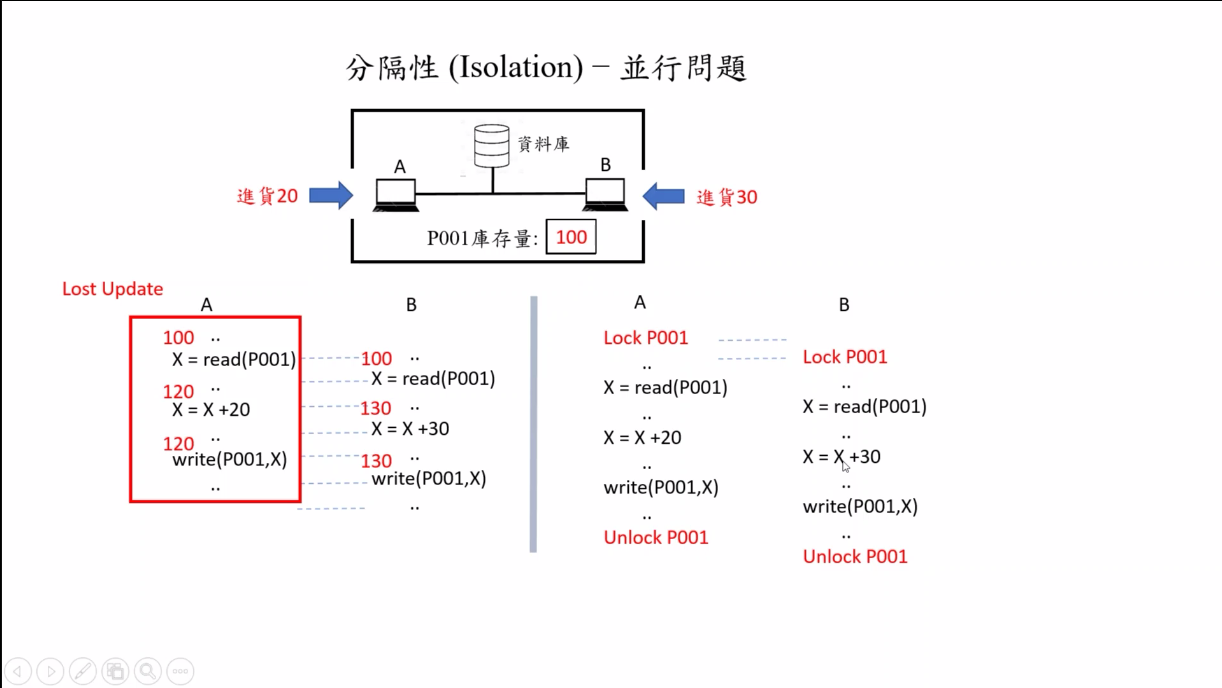 分隔性 (Isolation) – 並行問題
資料庫
A
B
進貨20
進貨30
P001庫存量: 100
Lost Update
A
100 ..
X = read(P001)
120 ..
X = X +20
120 ..
write(P001,X)
..
B
100 ..
X = read(P001)
130 ..
X = X +30
130 ..
write(P001,X)
..
A
Lock P001
..
X = read(P001)
..
X = X +20
..
write(P001,X)
..
Unlock P001
B
Lock P001
..
X = read(P001)
..
X = X +30
..
write(P001,X)
..
Unlock P001